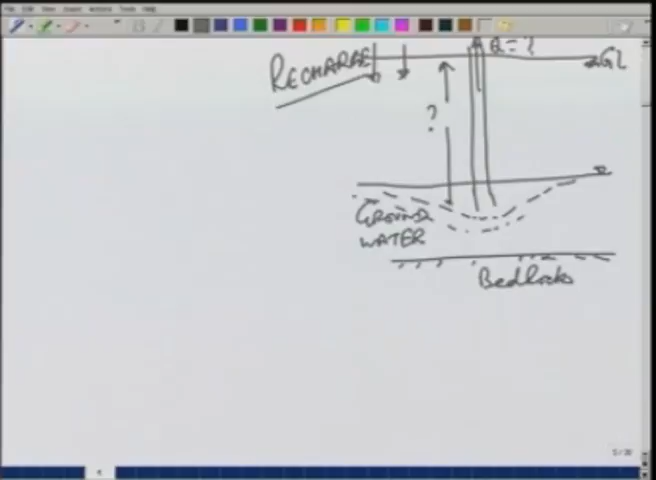 Q = ?
GL
RECHARGE
?
GROUND
WATER
Bedrock